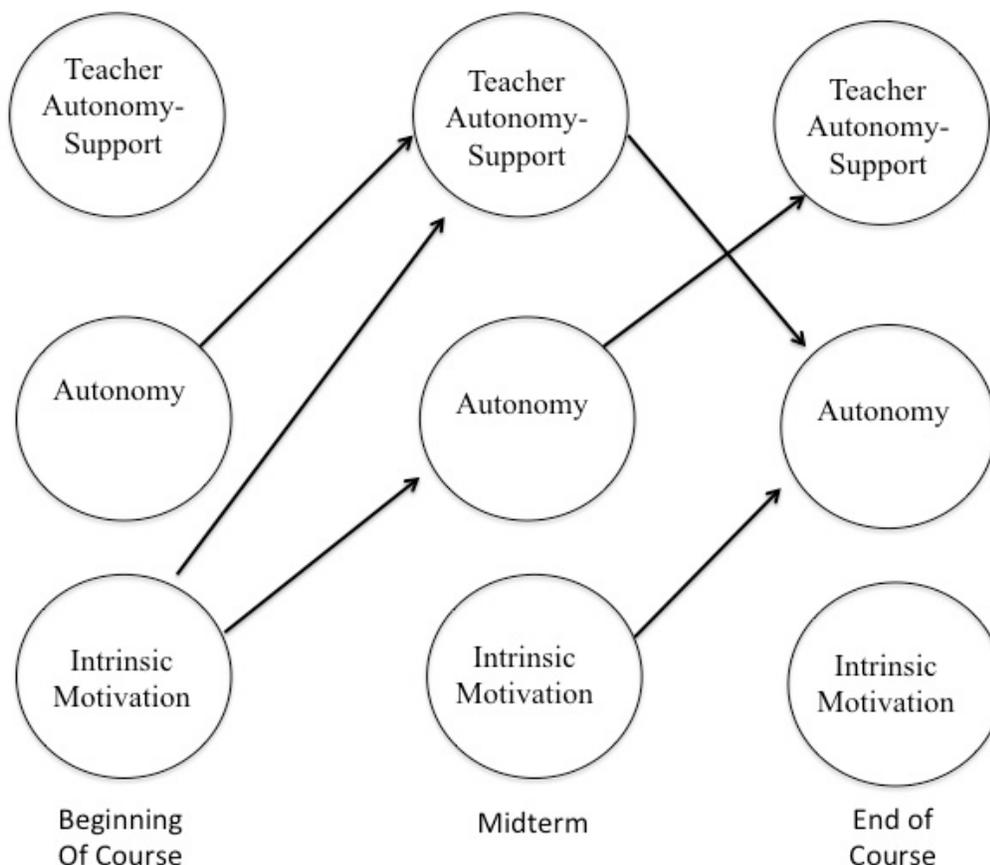 Teacher
Autonomy-
Support
Teacher
Autonomy-
Support
Teacher
Autonomy-
Support
Autonomy
Autonomy
Autonomy
Intrinsic
Motivation
Intrinsic
Motivation
Intrinsic
Motivation
Beginning
Of Course
Midterm
End of
Course